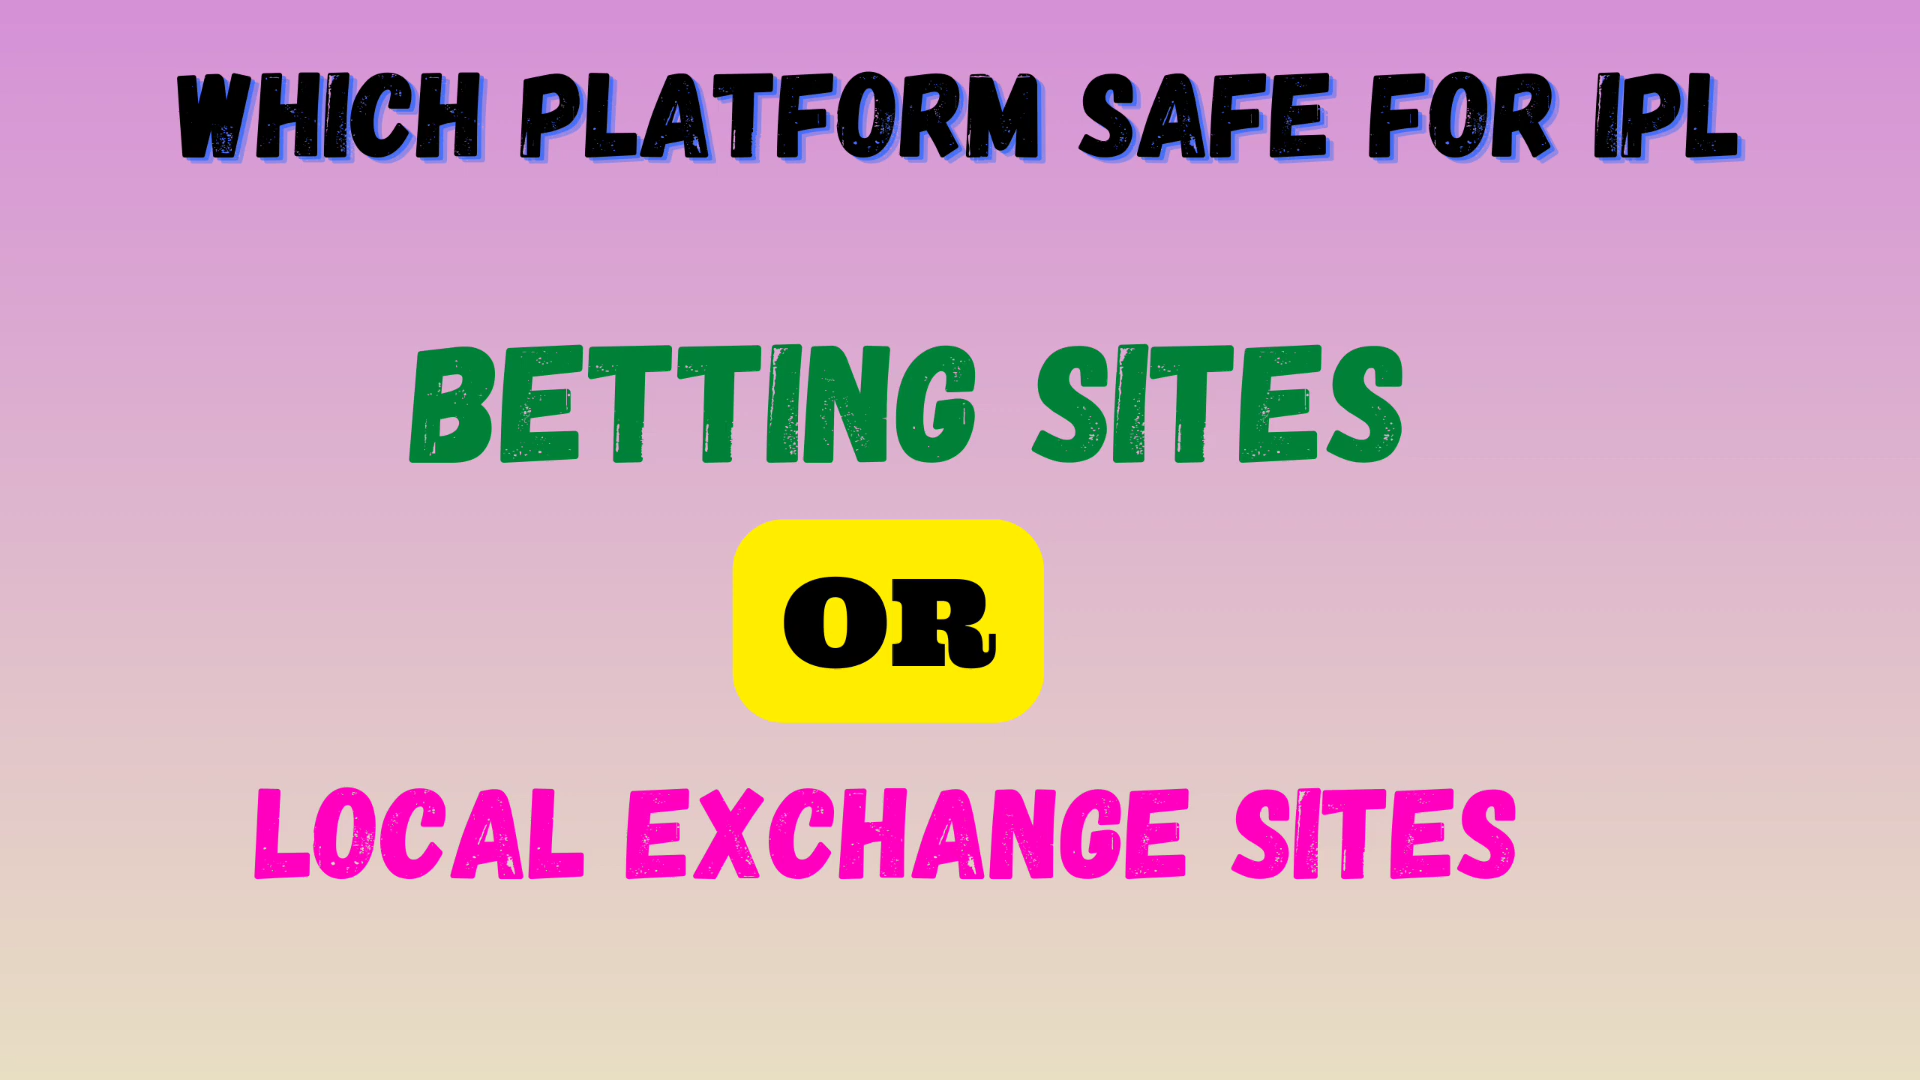 WHICH PLATFORM SAFE FOR IPL
BETTING SITES
OR
LOCAL EXCHANGE SITES